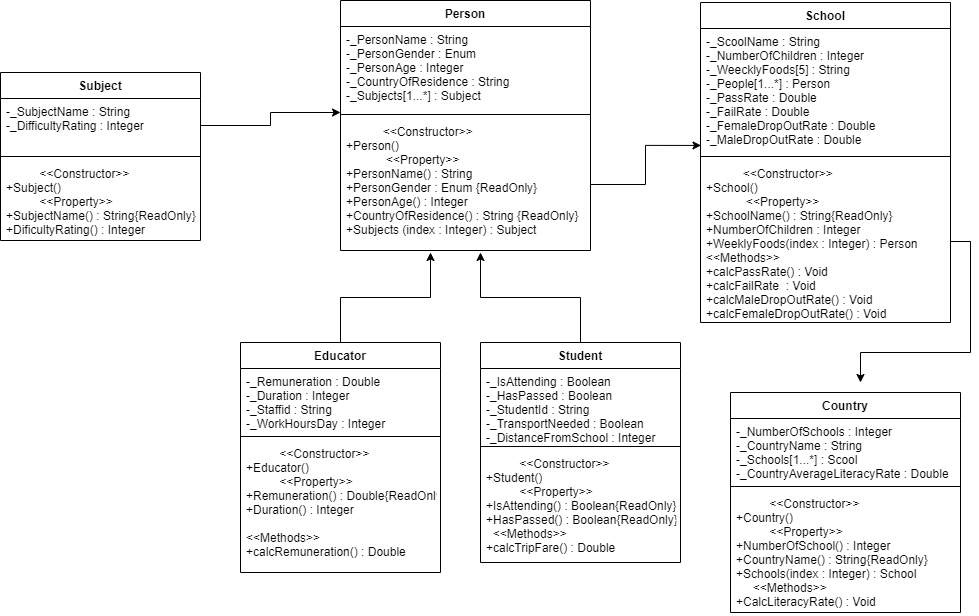 Person
-_PersonName : String
-_PersonGender : Enum
-_PersonAge : Integer
-_CountryOfResidence : String
-_Subjects[1...*] : Subject
<<Constructor>>
+Person()
<<Property>>
+PersonName() : String
+PersonGender : Enum {ReadOnly}
+PersonAge() : Integer
+CountryOfResidence() : String {ReadOnly}
+Subjects (index : Integer) : Subject
School
-_ScoolName : String
-_NumberOfChildren : Integer
-_WeecklyFoods[5] : String
-_People[1...*] : Person
-_PassRate : Double
-_FailRate : Double
-_FemaleDropOutRate : Double
-_MaleDropOutRate : Double
<<Constructor>>
+School()
<<Property>>
+SchoolName() : String{ReadOnly}
+NumberOfChildren : Integer
+WeeklyFoods(index : Integer) : Person
<<Methods>>
+calcPassRate() : Void
+calcFailRate : Void
+calcMaleDropOutRate() : Void
+calcFemaleDropOutRate() : Void
Subject
-_SubjectName : String
-_DifficultyRating : Integer
<<Constructor>>
+Subject()
<<Property>>
+SubjectName() : String{ReadOnly}
+DificultyRating() : Integer
Educator
-_Remuneration : Double
-_Duration : Integer
-_Staffid : String
-_WorkHoursDay : Integer
<<Constructor>>
+Educator()
<<Property>>
+Remuneration() : Double{ReadOnl
+Duration() : Integer
<<Methods>>
+calcRemuneration() : Double
Student
-_IsAttending : Boolean
-_HasPassed : Boolean
-_StudentId : String
-_TransportNeeded : Boolean
-_DistanceFromSchool : Integer
<<Constructor>>
+Student()
<<Property>>
+IsAttending() : Boolean{ReadOnly}
+HasPassed() : Boolean{ReadOnly}
<<Methods>>
+calcTripFare() : Double
Country
-_NumberOfSchools : Integer
-_CountryName : String
-_Schools[1...*] : Scool
-_CountryAverageLiteracyRate : Double
<<Constructor>>
+Country()
<<Property>>
+NumberOfSchool() : Integer
+CountryName() : String{ReadOnly}
+Schools(index : Integer) : School
<<Methods>>
+CalcLiteracyRate() : Void